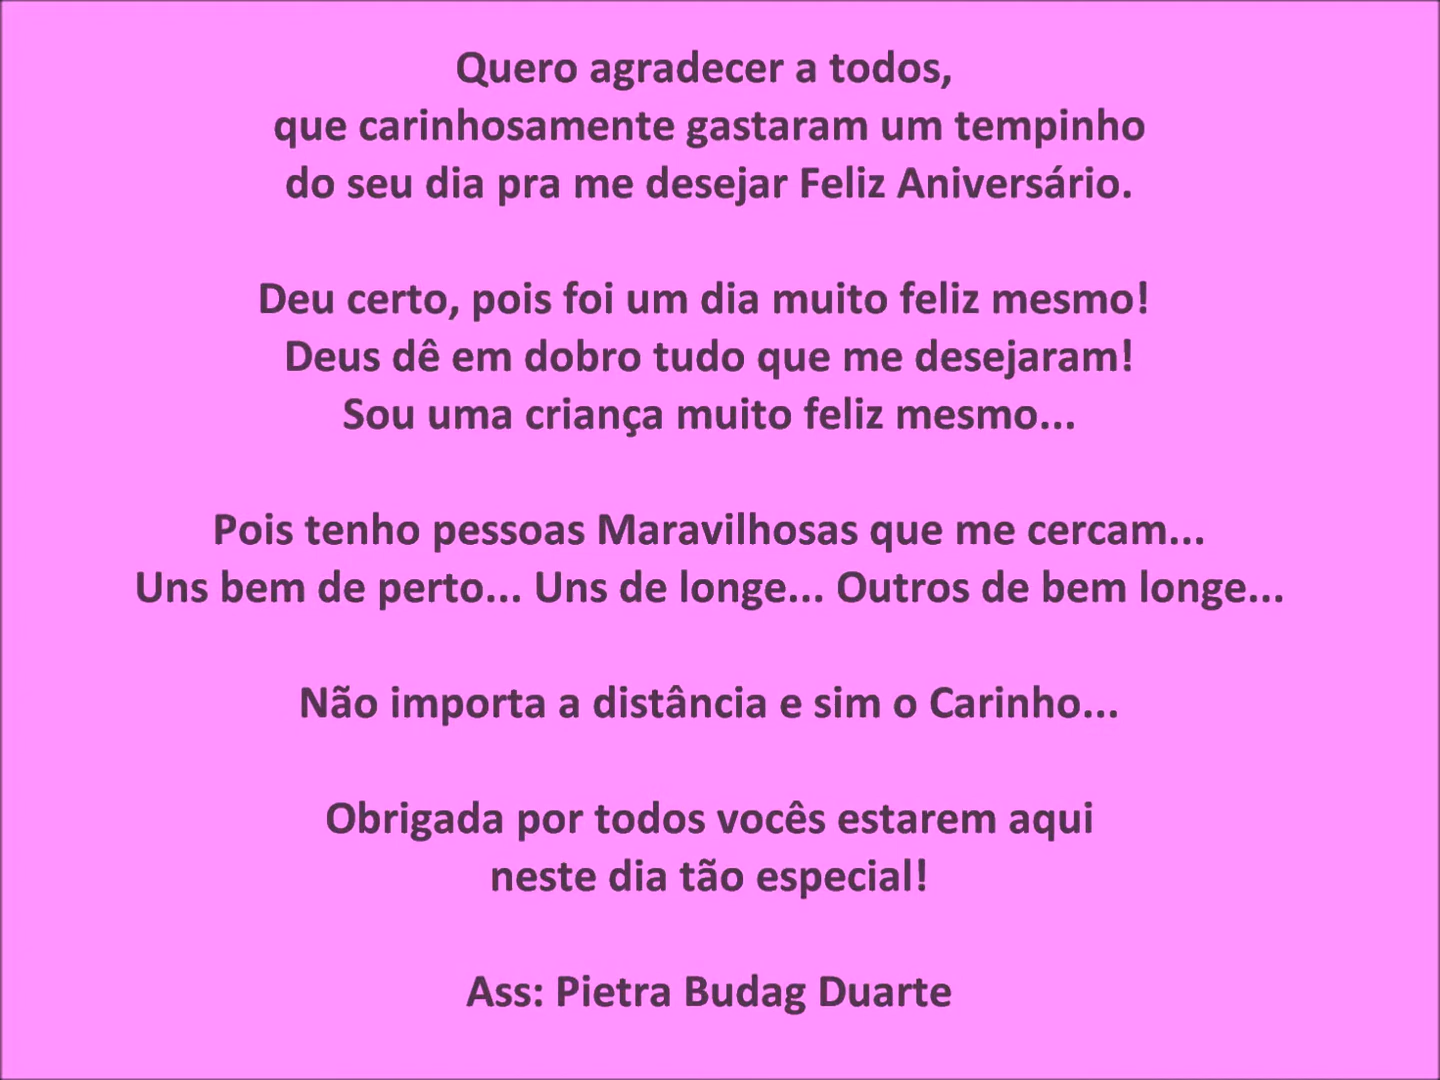 Quero agradecer a todos,
que carinhosamente gastaram um tempinho
do seu dia pra me desejar Feliz Aniversário.
Deu certo, pois foi um dia muito feliz mesmo!
Deus dê em dobro tudo que me desejaram!
Sou uma criança muito feliz mesmo...
Pois tenho pessoas Maravilhosas que me cercam...
Uns bem de perto... Uns de longe... Outros de bem longe...
Não importa a distância e sim o Carinho...
Obrigada por todos vocês estarem aqui
neste dia tão especial!
Ass: Pietra Budag Duarte